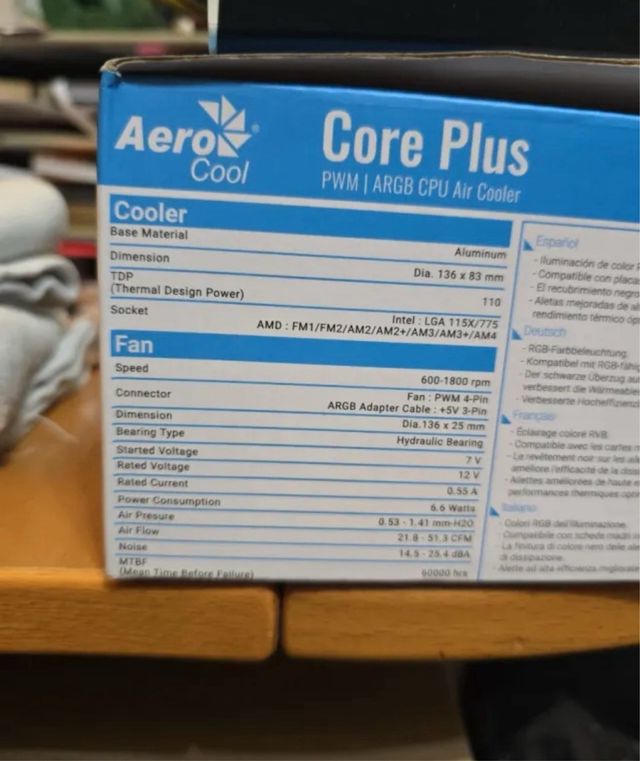 Aero
Cool
Core Plus
PWM | ARGB CPU Air Cooler
Cooler
Base Material Aluminum
Dimension Dia. 136 x 83 mm
TDP
(Thermal Design Power) 110
Socket Intel : LGA 115X/775
AMD : FM1/FM2/AM2/AM2+/AM3/AM3+/AM4
Fan
Speed 600-1800 rpm
Connector Fan : PWM 4-Pin
ARGB Adapter Cable : +5V 3-Pin
Dimension Dia.136 x 25 mm
Bearing Type Hydraulic Bearing
Started Voltage 7 V
Rated Voltage 12 V
Rated Current 0.55 A
Power Consumption 6.6 Watts
Air Presure 0.53 - 1.41 mm-H2O
Air Flow 21.8 - 51.3 CFM
Noise 14.5 - 25.4 dBA
MTBF
(Mean Time Before Failure) 60000 hrs
Español
- Iluminación de color
- Compatible con placas
- El recubrimiento negro
- Aletas mejoradas de
rendimiento térmico
Deutsch
- RGB-Farbbeleuchtung.
- Kompatibel mit
- Der schwarze Überzug
verbessert die
- Verbesserte
Français
- Éclairage coloré RVB.
- Compatible avec les cartes
- Le revêtement noir sur les
améliore l'efficacité de la
- Ailettes améliorées de haute
performances thermiques
Italiano
- Colori RGB dell'illuminazione.
- Compatibile con schede
- La finitura di colore nero delle
di dissipazione.
- Alette ad alta efficienza